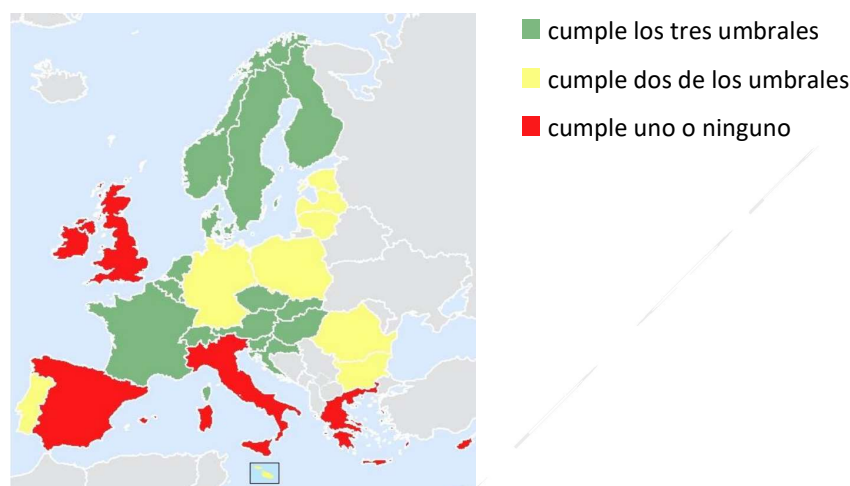 cumple los tres umbrales
cumple dos de los umbrales
cumple uno o ninguno